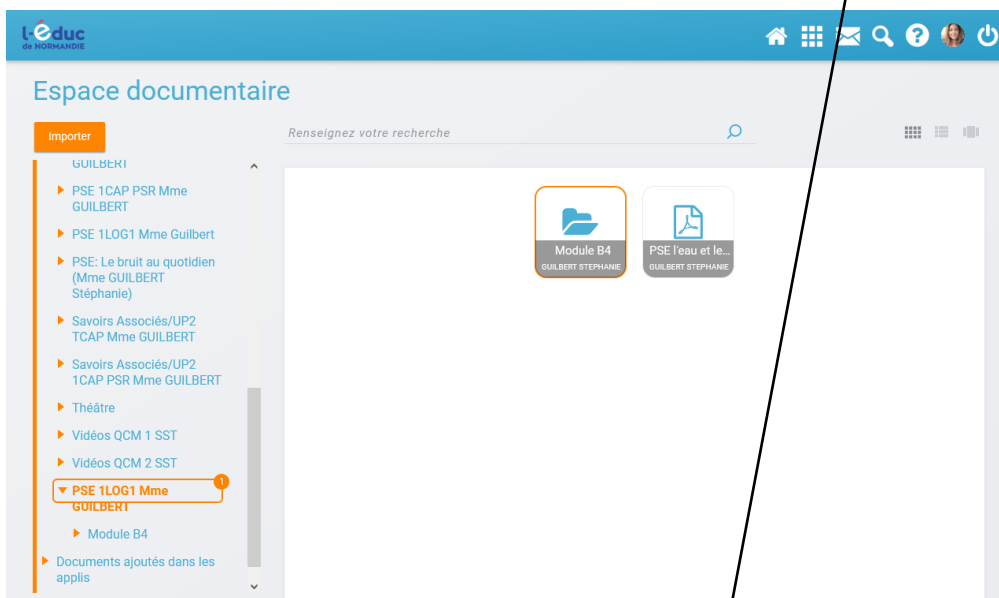 l-éduc
de NORMANDIE
Espace documentaire
Importer
Renseignez votre recherche
GUILBERT
PSE 1CAP PSR Mme
GUILBERT
PSE 1LOG1 Mme Guilbert
PSE: Le bruit au quotidien
(Mme GUILBERT
Stéphanie)
Savoirs Associés/UP2
TCAP Mme GUILBERT
Savoirs Associés/UP2
1CAP PSR Mme GUILBERT
Théâtre
Vidéos QCM 1 SST
Vidéos QCM 2 SST
1
PSE 1LOG1 Mme
GUILBERT
Module B4
Documents ajoutés dans les
applis
Module B4
GUILBERT STEPHANIE
PSE l'eau et le...
GUILBERT STEPHANIE